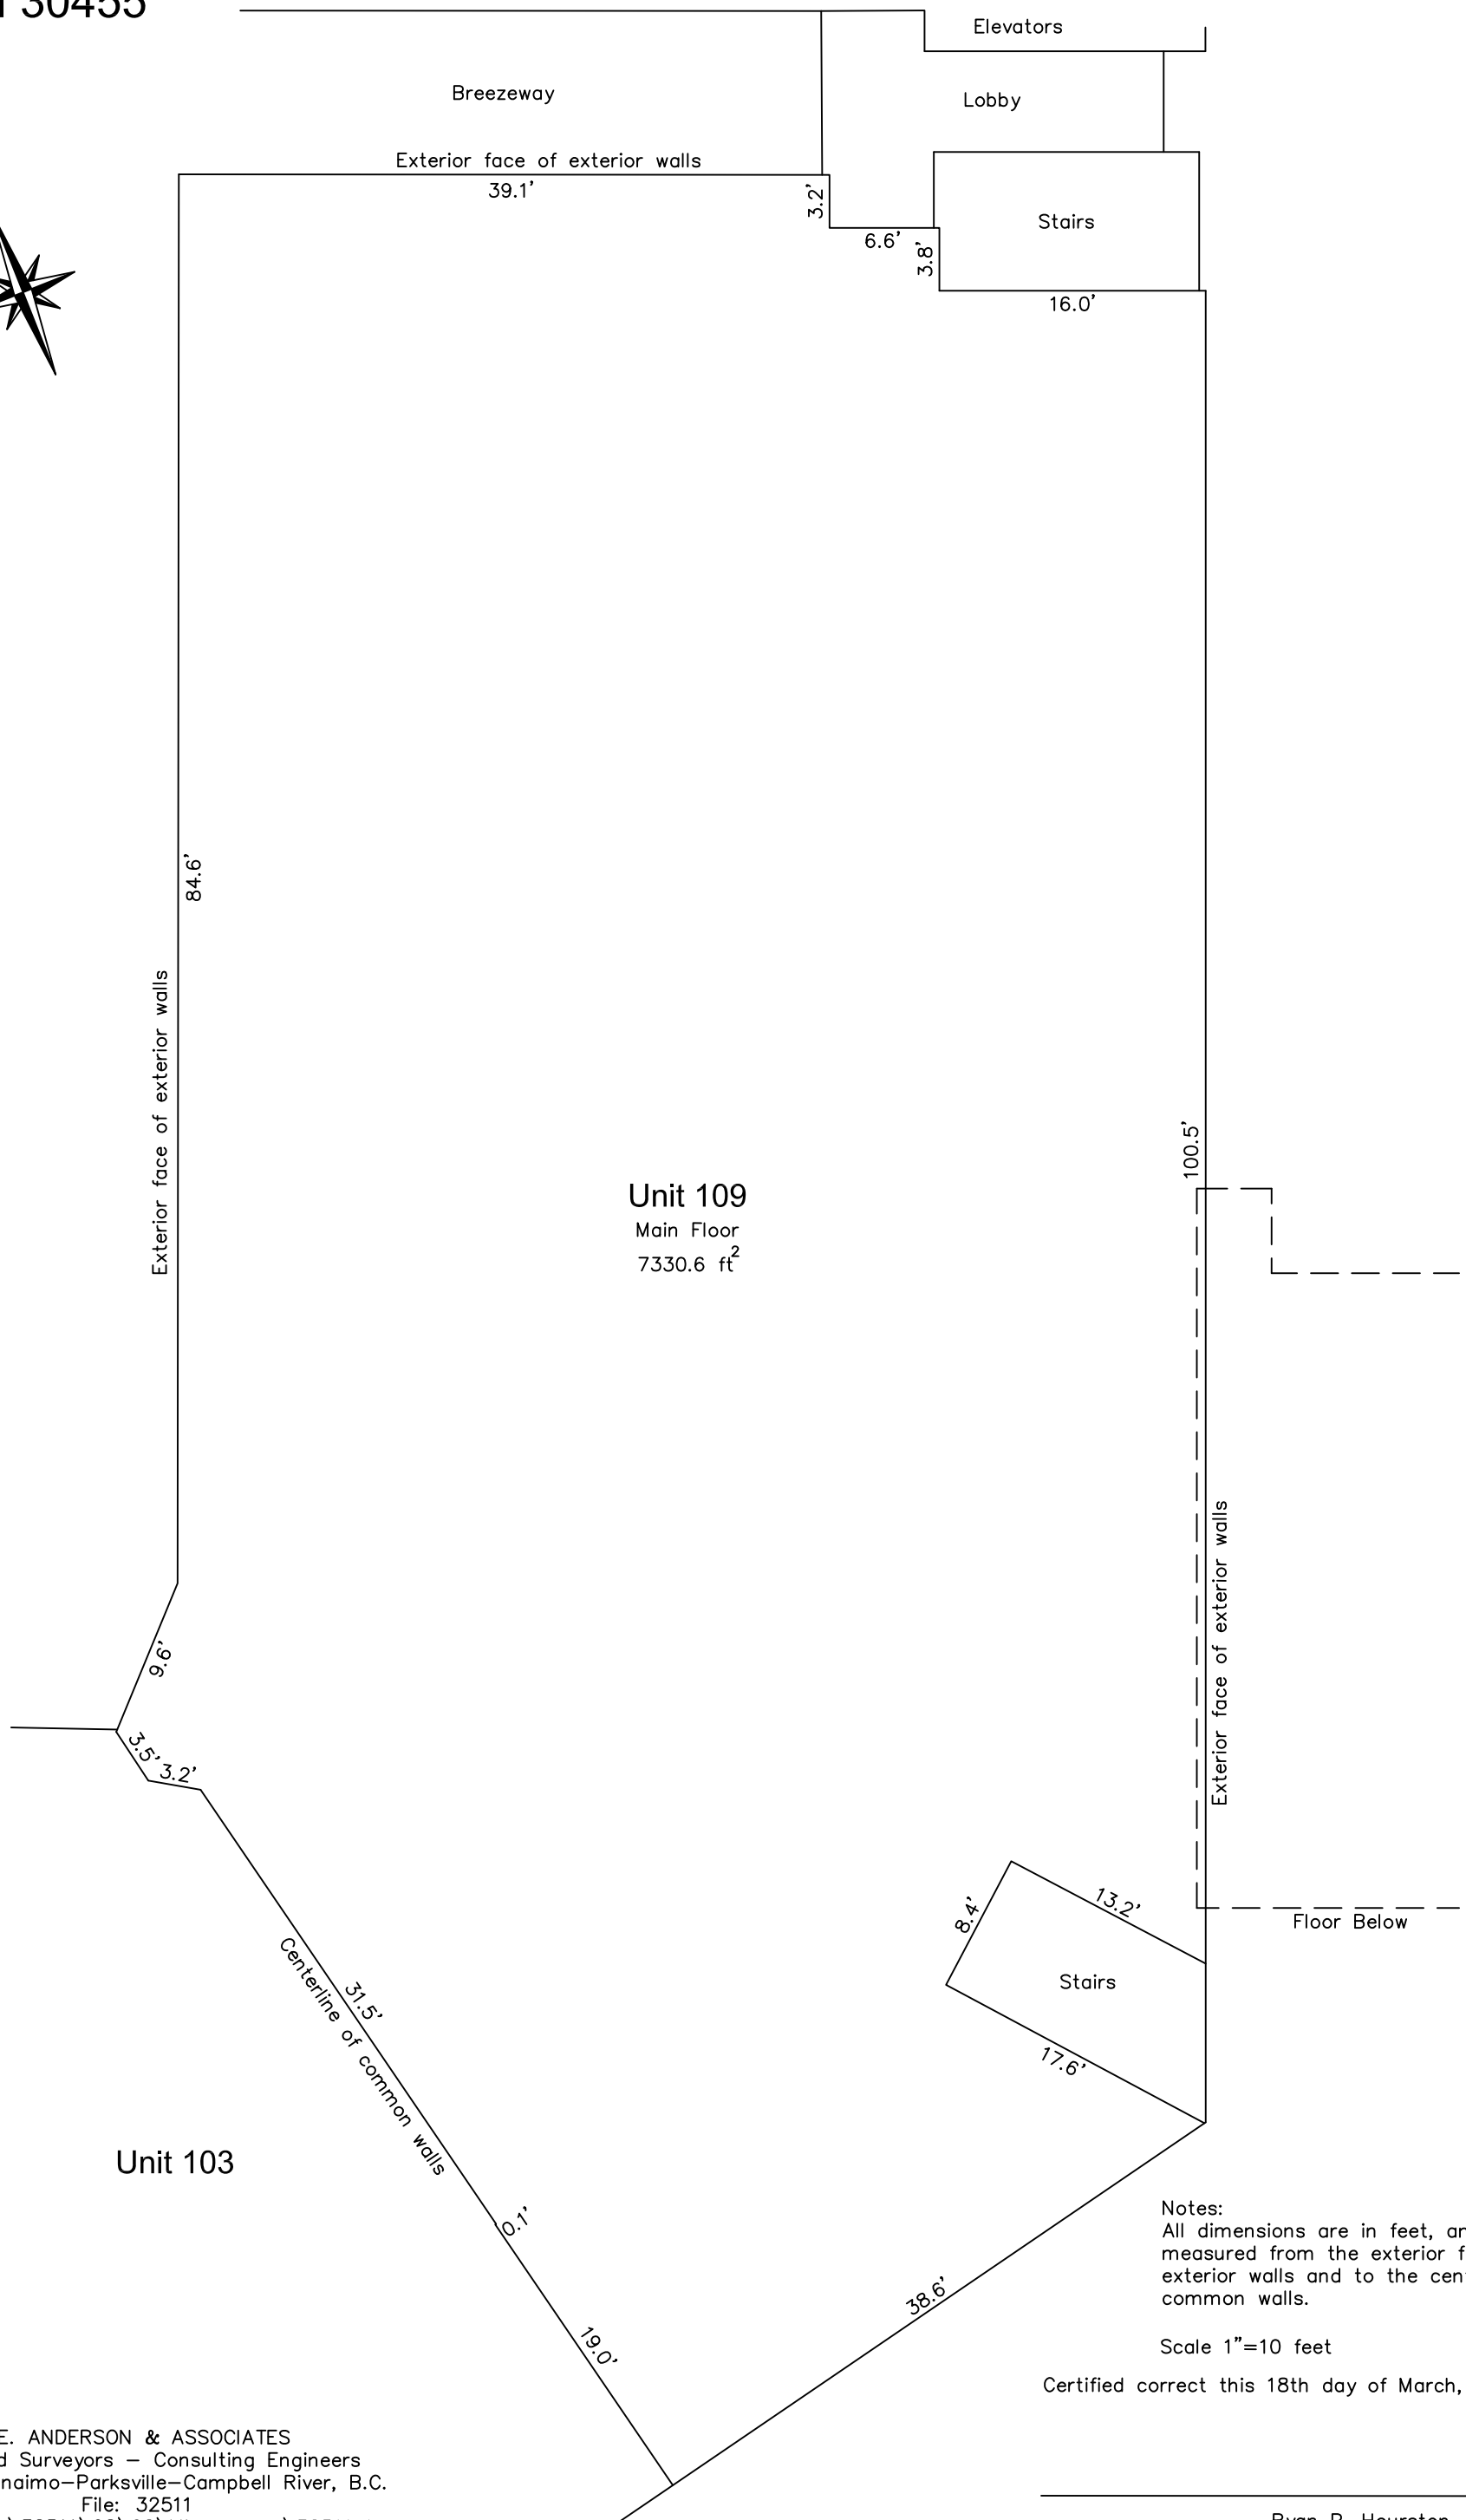 30455
Elevators
Breezeway
Lobby
Exterior face of exterior walls
39.1'
3.2'
6.6'
3.8'
Stairs
16.0'
84.6'
Exterior face of exterior walls
100.5'
Unit 109
Main Floor
7330.6 ft2
Exterior face of exterior walls
9.6'
3.5'
3.2'
13.2'
8.4'
Floor Below
Stairs
31.5'
Centerline of common walls
17.6'
Unit 103
0.1'
38.6'
19.0'
Notes:
All dimensions are in feet,
measured from the exterior
exterior walls and to the
common walls.
Scale 1"=10 feet
Certified correct this 18th day of March,
E. ANDERSON & ASSOCIATES
Surveyors – Consulting Engineers
naimo–Parksville–Campbell River, B.C.
File: 32511